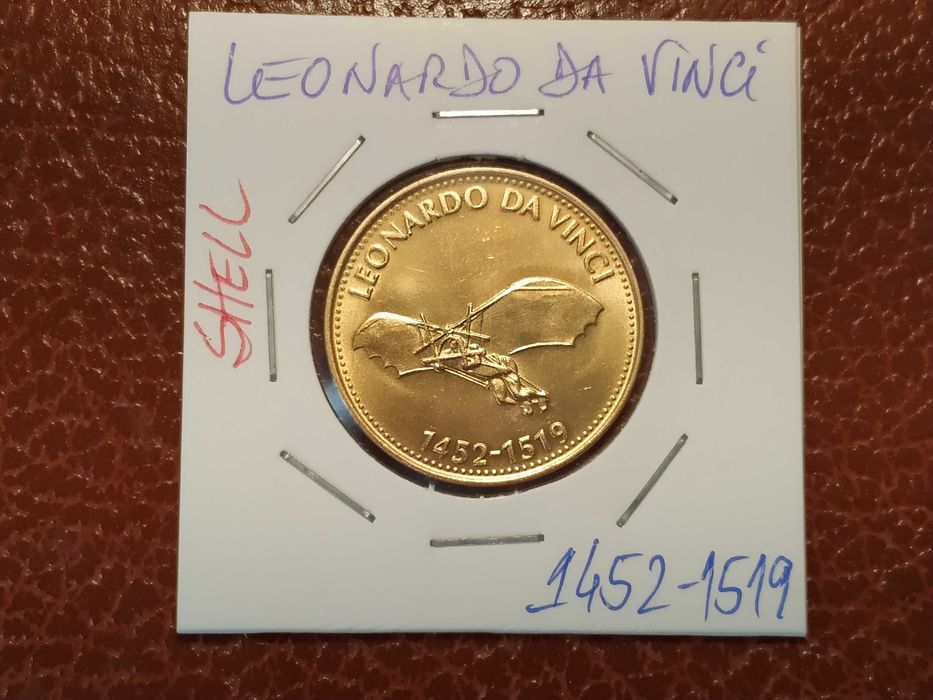 LEONARDO DA VINCI
SHELL
LEONARDO DA VINCI
1452-1519
1452-1519